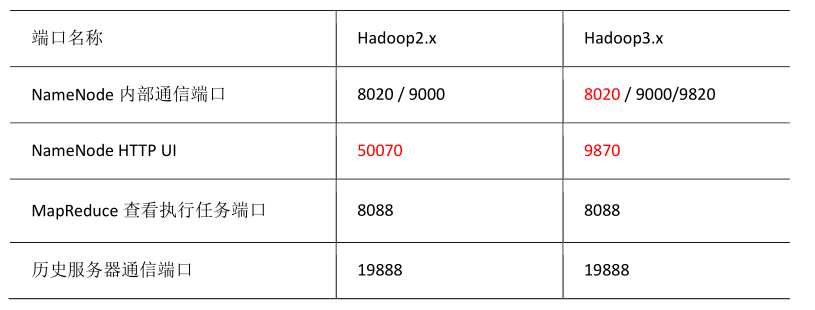 端口名称 Hadoop2.x Hadoop3.x
NameNode 内部通信端口 8020 / 9000 8020 / 9000/9820
NameNode HTTP UI 50070 9870
MapReduce 查看执行任务端口 8088 8088
历史服务器通信端口 19888 19888